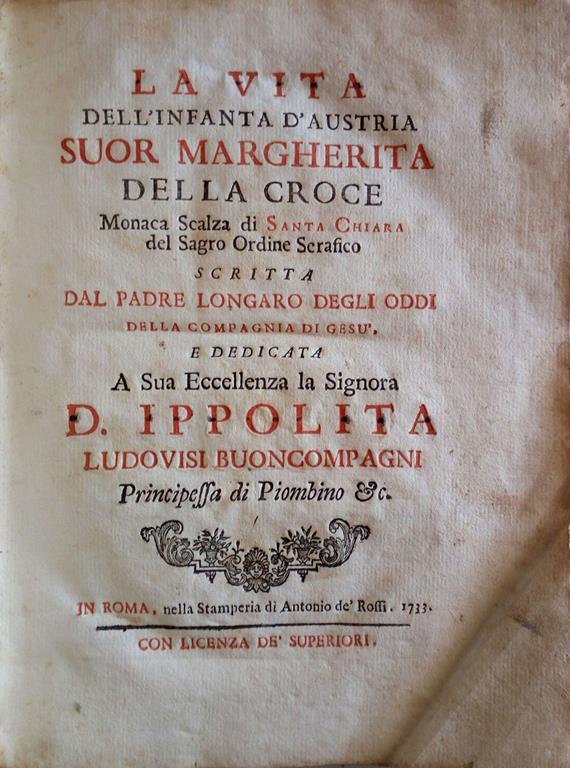 LA VITA
DELL'INFANTA D'AUSTRIA
SUOR MARGHERITA
DELLA CROCE
Monaca Scalza di SANTA CHIARA
del Sagro Ordine Serafico
SCRITTA
DAL PADRE LONGARO DEGLI ODDI
DELLA COMPAGNIA DI GESU',
E DEDICATA
A Sua Eccellenza la Signora
D. IPPOLITA
LUDOVISI BUONCOMPAGNI
Principeſſa di Piombino &c.
IN ROMA, nella Stamperia di Antonio de' Roſſi. 1733.
CON LICENZA DE' SUPERIORI.